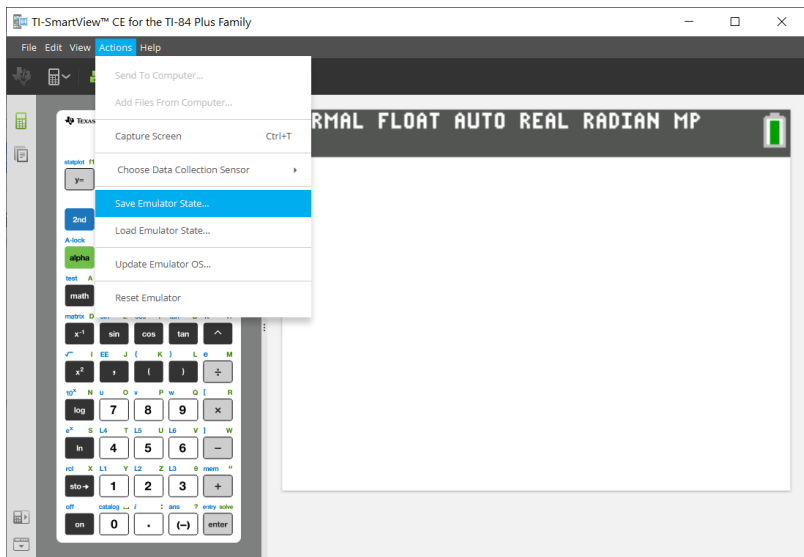 TI-SmartView™ CE for the TI-84 Plus Family
File Edit View Actions Help
Send To Computer...
Add Files From Computer...
Capture Screen Ctrl+T
Choose Data Collection Sensor
Save Emulator State...
Load Emulator State...
Update Emulator OS...
Reset Emulator
RMAL FLOAT AUTO REAL RADIAN MP
TEXAS
statplot f1
y=
2nd
A-lock
alpha
test A
math
matrix D
x⁻¹ sin cos tan ^
√ I EE J { K } L e M
x² , ( ) ÷
10ˣ N u O v P w Q [ R
log 7 8 9 ×
eˣ S L4 T L5 U L6 V ] W
ln 4 5 6 −
rcl X L1 Y L2 Z L3 θ mem "
sto→ 1 2 3 +
off catalog i : ans ? entry solve
on 0 . (−) enter